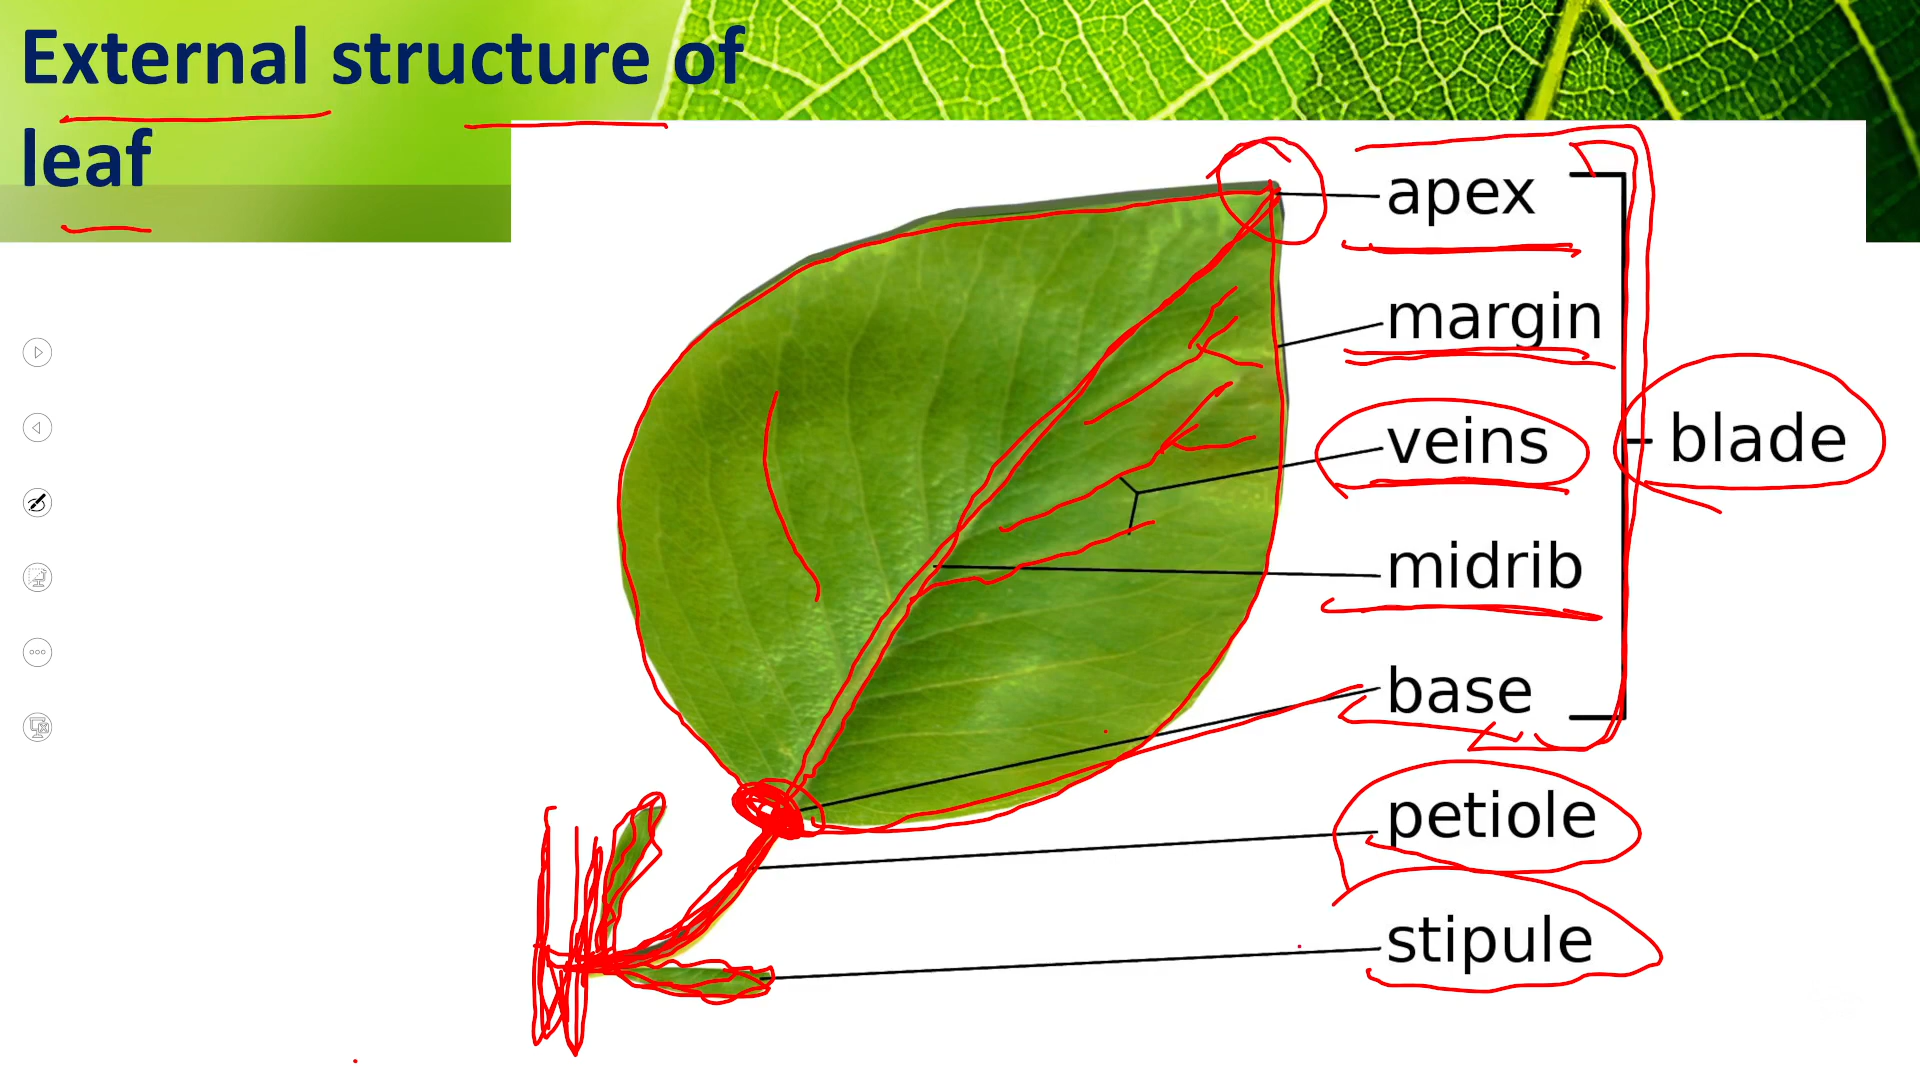 External structure of
leaf
apex
margin
veins
blade
midrib
base
petiole
stipule